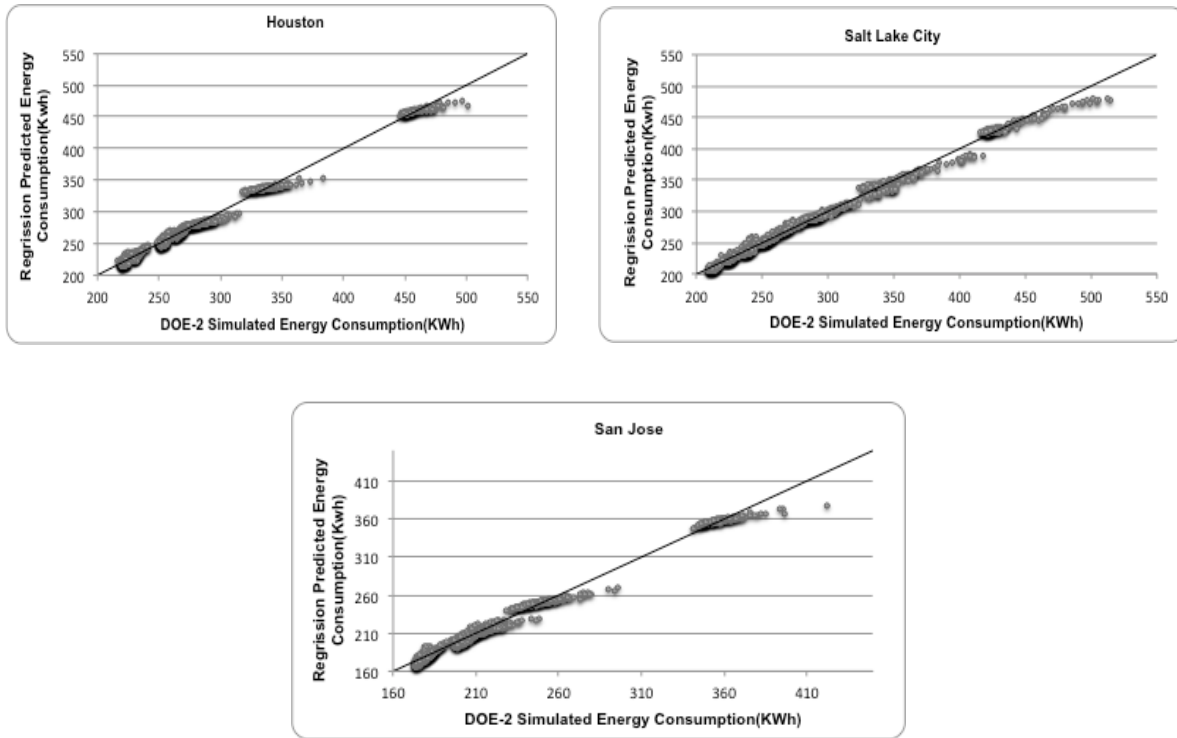 Houston
Regrission Predicted Energy
Consumption(Kwh)
550
500
450
400
350
300
250
200
200 250 300 350 400 450 500 550
DOE-2 Simulated Energy Consumption(KWh)
Salt Lake City
Regrission Predicted Energy
Consumption(Kwh)
550
500
450
400
350
300
250
200
200 250 300 350 400 450 500 550
DOE-2 Simulated Energy Consumption(KWh)
San Jose
Regrission Predicted Energy
Consumption(Kwh)
410
360
310
260
210
160
160 210 260 310 360 410
DOE-2 Simulated Energy Consumption(KWh)